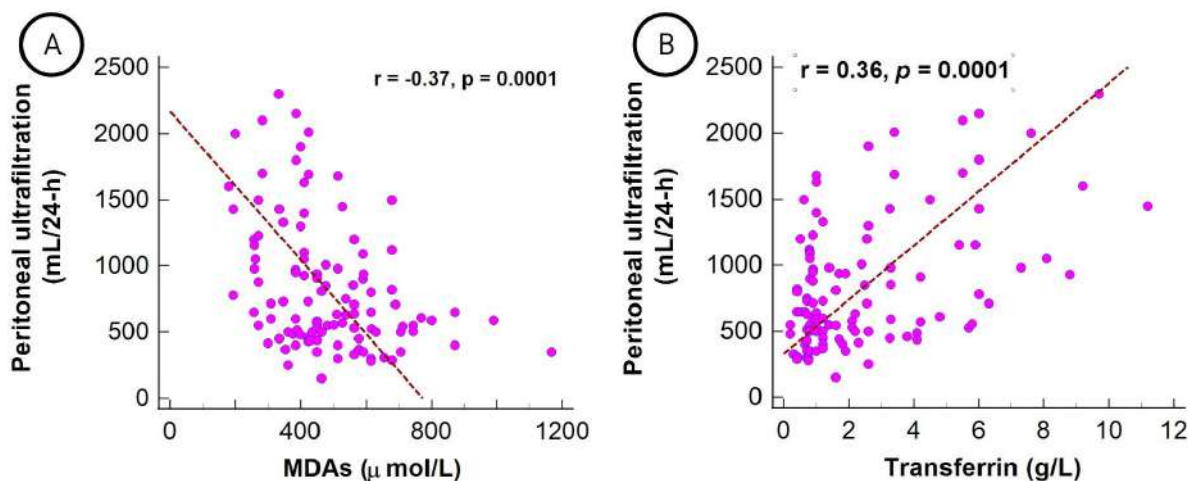 A
r = -0.37, p = 0.0001
Peritoneal ultrafiltration
(mL/24-h)
2500
2000
1500
1000
500
0
0 400 800 1200
MDAs (μ mol/L)
B
r = 0.36, p = 0.0001
Peritoneal ultrafiltration
(mL/24-h)
2500
2000
1500
1000
500
0
0 2 4 6 8 10 12
Transferrin (g/L)